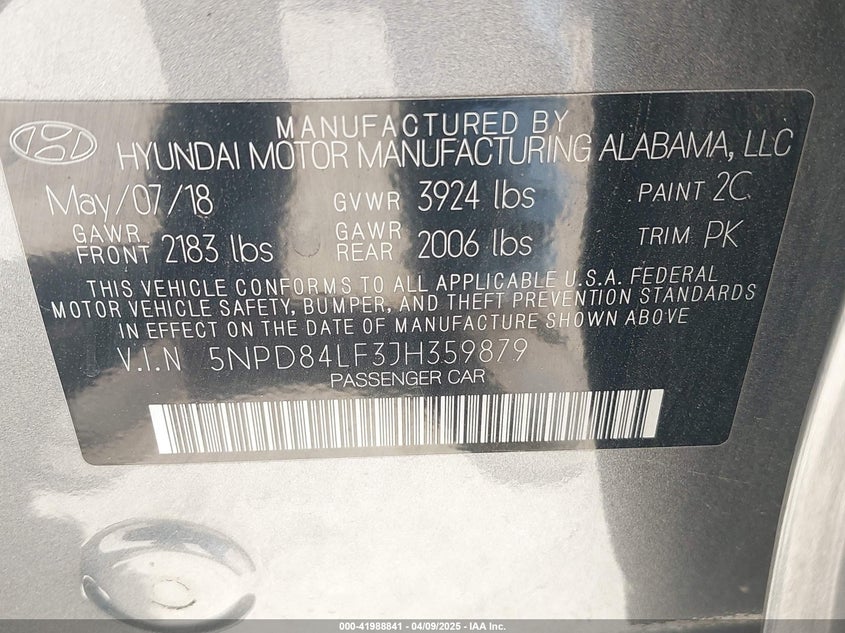 MANUFACTURED BY
HYUNDAI MOTOR MANUFACTURING ALABAMA, LLC
May/07/18 GVWR 3924 lbs PAINT 2C
GAWR FRONT 2183 lbs GAWR REAR 2006 lbs TRIM PK
THIS VEHICLE CONFORMS TO ALL APPLICABLE U.S.A. FEDERAL
MOTOR VEHICLE SAFETY, BUMPER, AND THEFT PREVENTION STANDARDS
IN EFFECT ON THE DATE OF MANUFACTURE SHOWN ABOVE.
V.I.N 5NPD84LF3JH359879
PASSENGER CAR
000-41988841 | 04/09/2025 - IAA Inc.